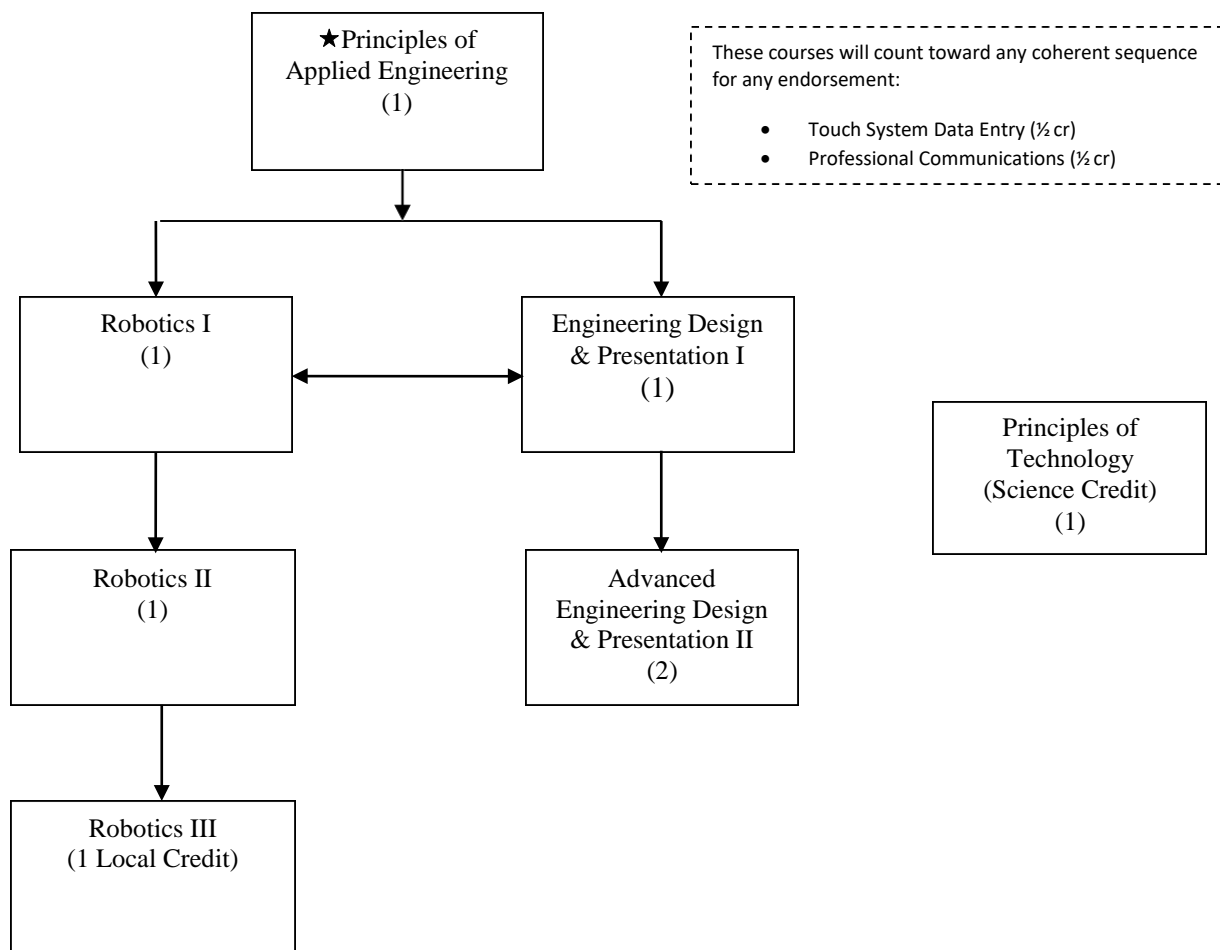 ★Principles of
Applied Engineering
(1)
These courses will count toward any coherent sequence
for any endorsement:
• Touch System Data Entry (½ cr)
• Professional Communications (½ cr)
Robotics I
(1)
Engineering Design
& Presentation I
(1)
Principles of
Technology
(Science Credit)
(1)
Robotics II
(1)
Advanced
Engineering Design
& Presentation II
(2)
Robotics III
(1 Local Credit)